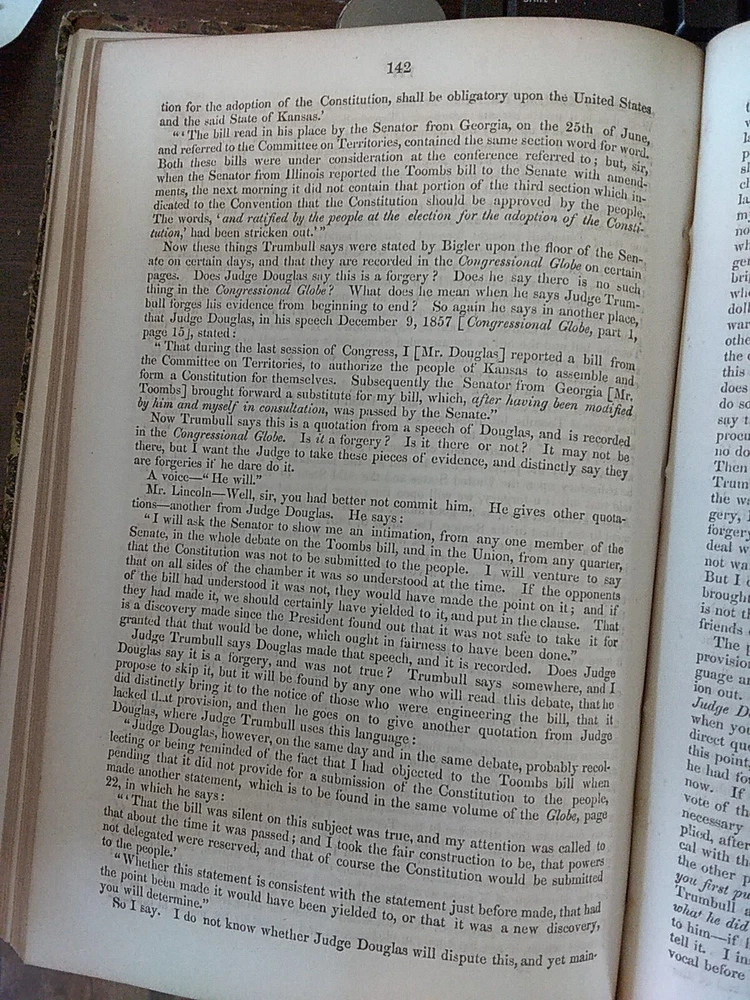 142
tion for the adoption of the Constitution, shall be obligatory upon the United States
and the said State of Kansas.'
"'The bill read in his place by the Senator from Georgia, on the 25th of June,
and referred to the Committee on Territories, contained the same section word for word.
Both these bills were under consideration at the conference referred to; but, sir,
when the Senator from Illinois reported the Toombs bill to the Senate with amend-
ments, the next morning it did not contain that portion of the third section which in-
dicated to the Convention that the Constitution should be approved by the people.
The words, 'and ratified by the people at the election for the adoption of the Consti-
tution,' had been stricken out.'"
Now these things Trumbull says were stated by Bigler upon the floor of the Sen-
ate on certain days, and that they are recorded in the Congressional Globe on certain
pages. Does Judge Douglas say this is a forgery? Does he say there is no such
thing in the Congressional Globe? What does he mean when he says Judge Trum-
bull forges his evidence from beginning to end? So again he says in another place,
that Judge Douglas, in his speech December 9, 1857 [Congressional Globe, part 1,
page 15], stated:
"That during the last session of Congress, I [Mr. Douglas] reported a bill from
the Committee on Territories, to authorize the people of Kansas to assemble and
form a Constitution for themselves. Subsequently the Senator from Georgia [Mr.
Toombs] brought forward a substitute for my bill, which, after having been modified
by him and myself in consultation, was passed by the Senate."
Now Trumbull says this is a quotation from a speech of Douglas, and is recorded
in the Congressional Globe. Is it a forgery? Is it there or not? It may not be
there, but I want the Judge to take these pieces of evidence, and distinctly say they
are forgeries if he dare do it.
A voice—"He will."
Mr. Lincoln—Well, sir, you had better not commit him. He gives other quota-
tions—another from Judge Douglas. He says:
"I will ask the Senator to show me an intimation, from any one member of the
Senate, in the whole debate on the Toombs bill, and in the Union, from any quarter,
that the Constitution was not to be submitted to the people. I will venture to say
that on all sides of the chamber it was so understood at the time. If the opponents
of the bill had understood it was not, they would have made the point on it; and if
they had made it, we should certainly have yielded to it, and put in the clause. That
is a discovery made since the President found out that it was not safe to take it for
granted that that would be done, which ought in fairness to have been done."
Judge Trumbull says Douglas made that speech, and it is recorded. Does Judge
Douglas say it is a forgery, and was not true? Trumbull says somewhere, and I
propose to skip it, but it will be found by any one who will read this debate, that he
did distinctly bring it to the notice of those who were engineering the bill, that it
lacked that provision, and then he goes on to give another quotation from Judge
Douglas, where Judge Trumbull uses this language:
"Judge Douglas, however, on the same day and in the same debate, probably recol-
lecting or being reminded of the fact that I had objected to the Toombs bill when
pending that it did not provide for a submission of the Constitution to the people,
made another statement, which is to be found in the same volume of the Globe, page
22, in which he says:
"'That the bill was silent on this subject was true, and my attention was called to
that about the time it was passed; and I took the fair construction to be, that powers
not delegated were reserved, and that of course the Constitution would be submitted
to the people.'
"Whether this statement is consistent with the statement just before made, that had
the point been made it would have been yielded to, or that it was a new discovery,
you will determine."
So I say. I do not know whether Judge Douglas will dispute this, and yet main-